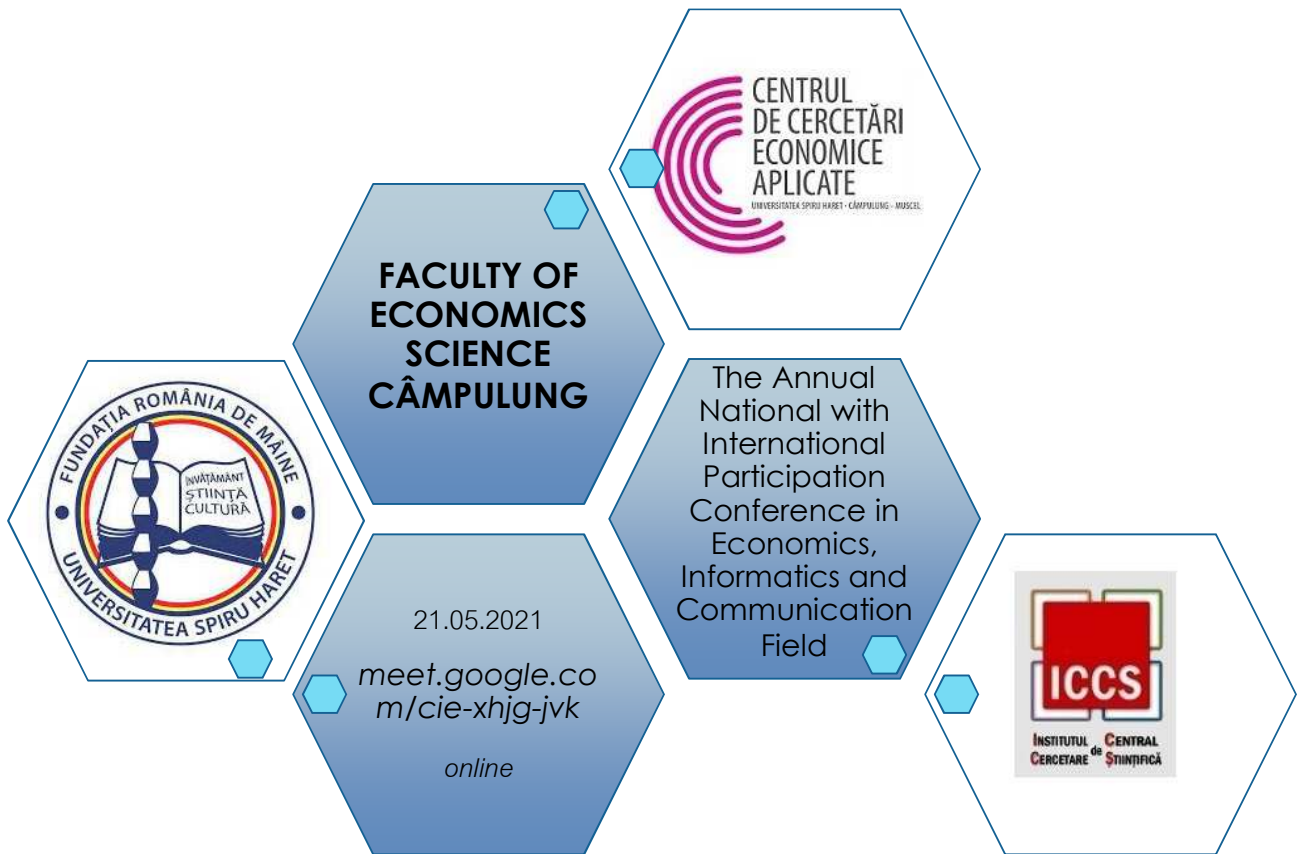 CENTRUL
DE CERCETĂRI
ECONOMICE
APLICATE
UNIVERSITATEA SPIRU HARET - CÂMPULUNG - MUSCEL
FACULTY OF
ECONOMICS
SCIENCE
CÂMPULUNG
The Annual
National with
International
Participation
Conference in
Economics,
Informatics and
Communication
Field
FUNDAȚIA ROMÂNIA DE MÂINE
ÎNVĂȚĂMÂNT
ȘTIINȚĂ
CULTURĂ
UNIVERSITATEA SPIRU HARET
21.05.2021
meet.google.co
m/cie-xhjg-jvk
online
ICCS
INSTITUTUL CENTRAL
de
CERCETARE ȘTIINȚIFICĂ